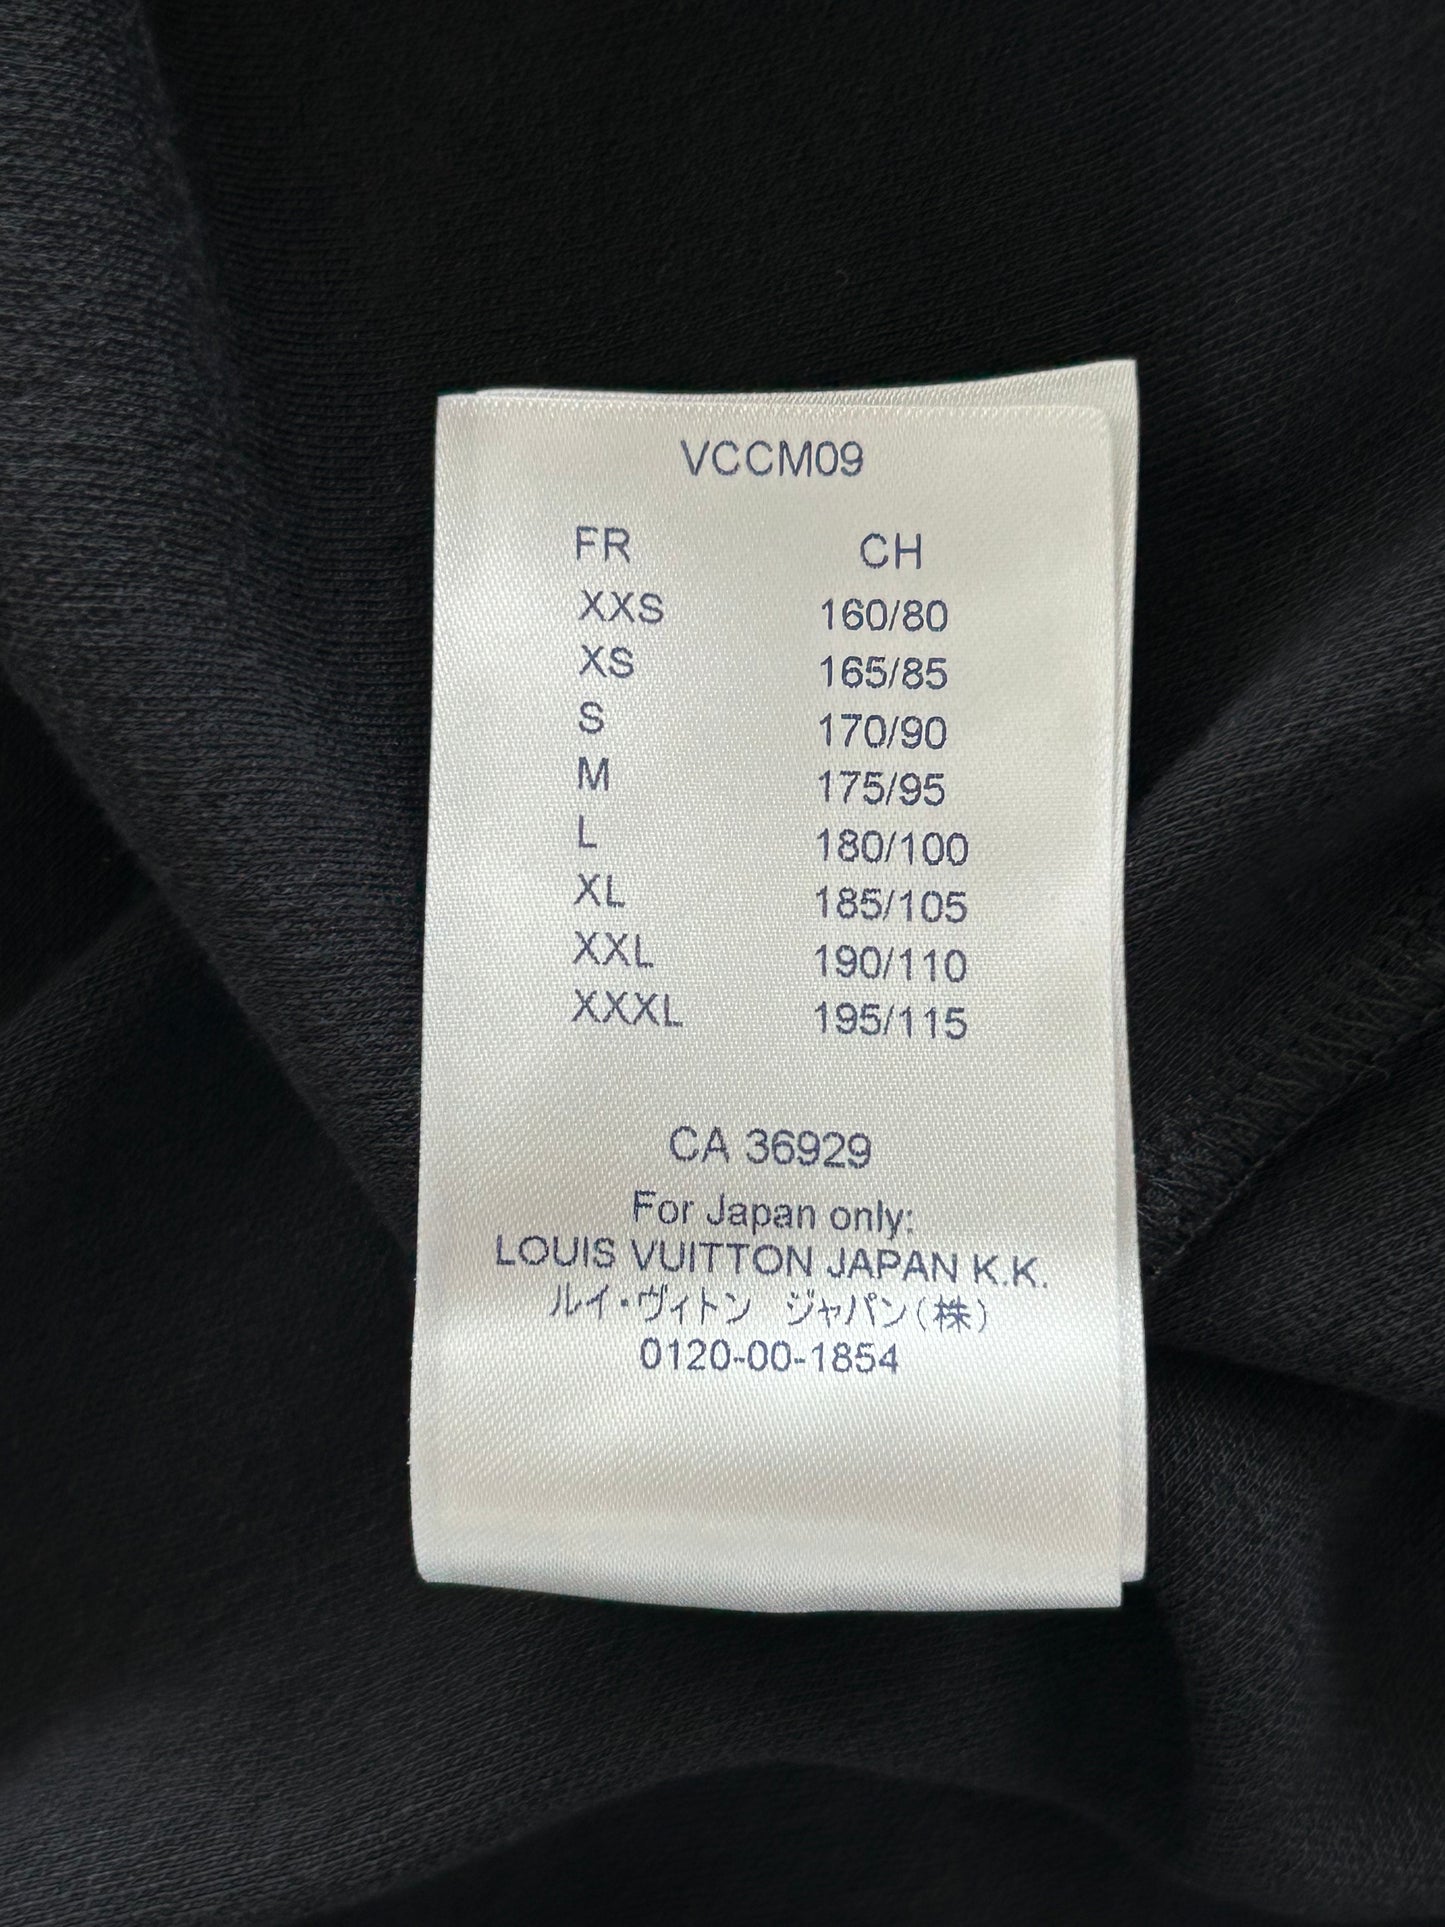 VCCM09
FR CH
XXS 160/80
XS 165/85
S 170/90
M 175/95
L 180/100
XL 185/105
XXL 190/110
XXXL 195/115
CA 36929
For Japan only:
LOUIS VUITTON JAPAN K.K.
ルイ・ヴィトン ジャパン(株)
0120-00-1854